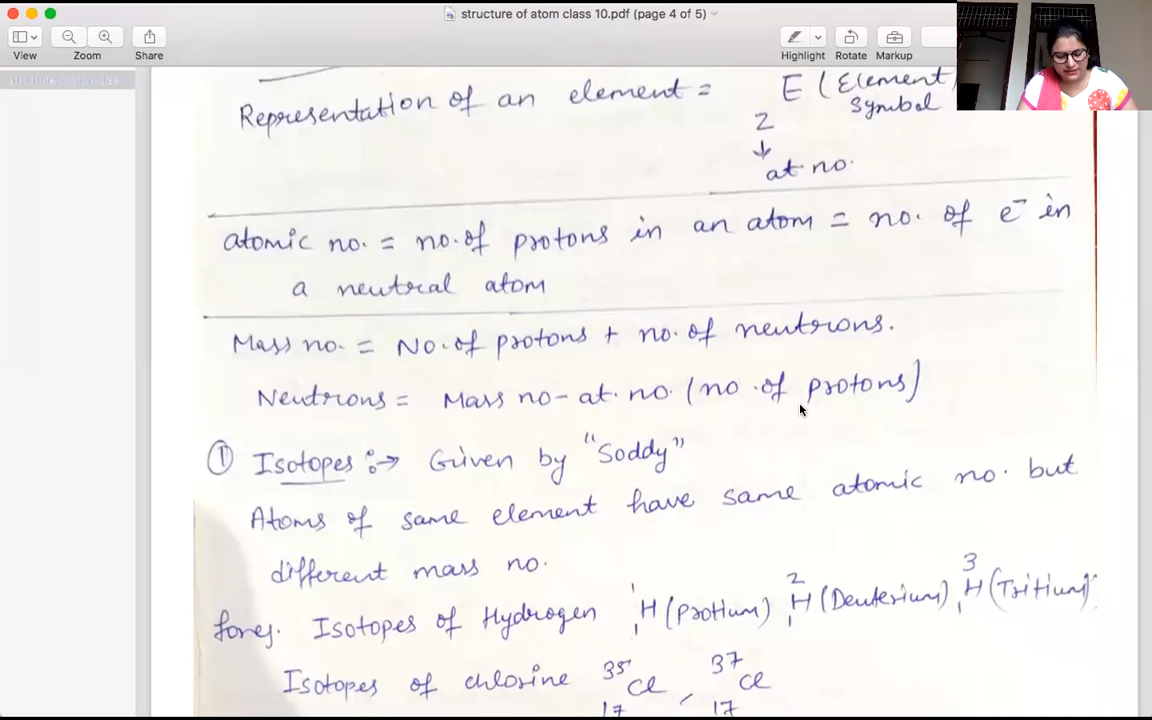 structure of atom class 10.pdf (page 4 of 5)
View Zoom Share Highlight Rotate Markup
Representation of an element = E (Element
Symbol
Z
↓
at. no.
Atomic no. = no. of protons in an atom = no. of e⁻ in
a neutral atom
Mass no. = No. of protons + no. of neutrons.
Neutrons = Mass no - at. no. (no. of protons)
① Isotopes :→ Given by "Soddy"
Atoms of same element have same atomic no. but
different mass no.
for eg. Isotopes of Hydrogen ¹₁H (Protium) ²₁H (Deuterium) ³₁H (Tritium)
Isotopes of chlorine ³⁵₁₇Cl , ³⁷₁₇Cl